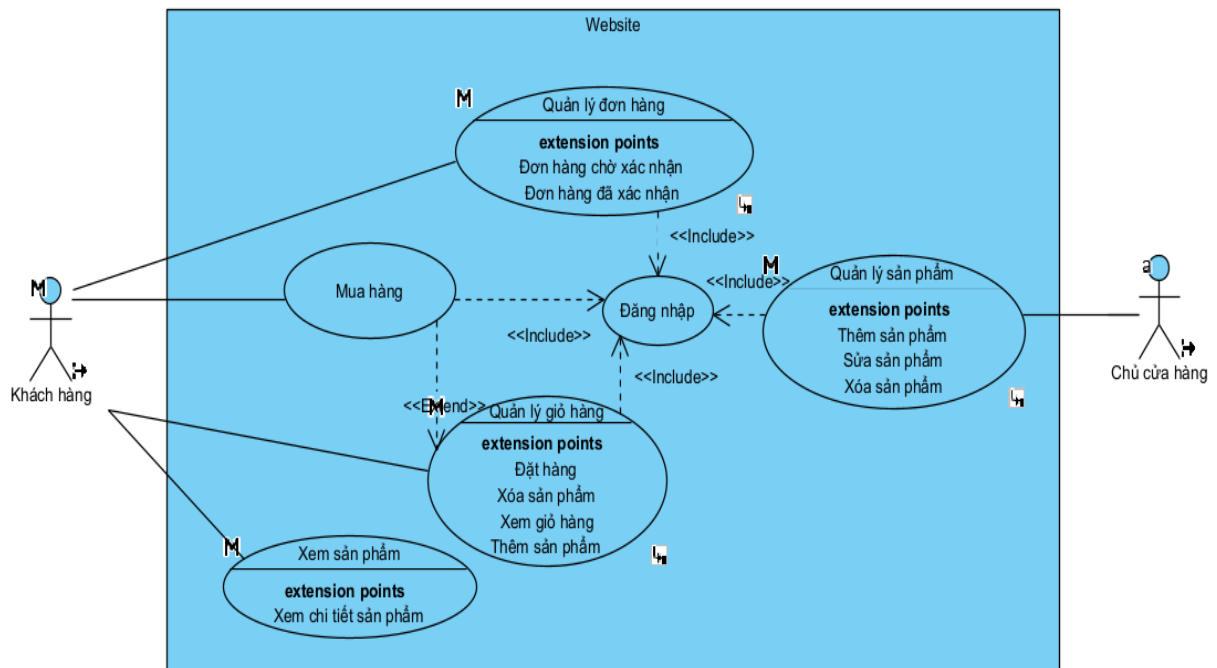 Website
Quản lý đơn hàng
extension points
Đơn hàng chờ xác nhận
Đơn hàng đã xác nhận
<<Include>>
M
M
Khách hàng
Mua hàng
<<Include>>
Đăng nhập
<<Include>>
M
Quản lý sản phẩm
extension points
Thêm sản phẩm
Sửa sản phẩm
Xóa sản phẩm
a
Chủ cửa hàng
<<Include>>
<<Extend>>
M
Quản lý giỏ hàng
extension points
Đặt hàng
Xóa sản phẩm
Xem giỏ hàng
Thêm sản phẩm
M
Xem sản phẩm
extension points
Xem chi tiết sản phẩm